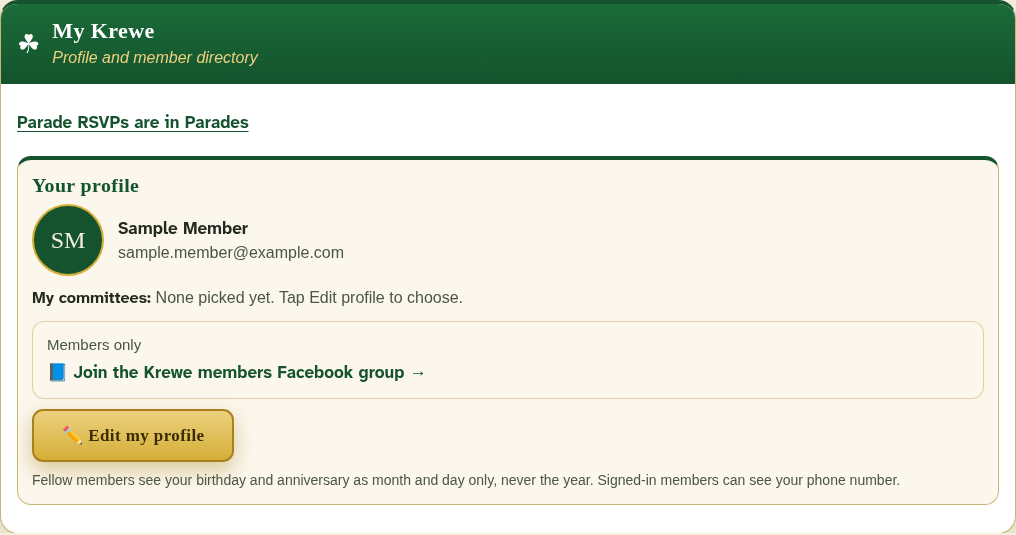 ☘ My Krewe
Profile and member directory
Parade RSVPs are in Parades
Your profile
SM
Sample Member
sample.member@example.com
My committees: None picked yet. Tap Edit profile to choose.
Members only
📘 Join the Krewe members Facebook group →
✏️ Edit my profile
Fellow members see your birthday and anniversary as month and day only, never the year. Signed-in members can see your phone number.